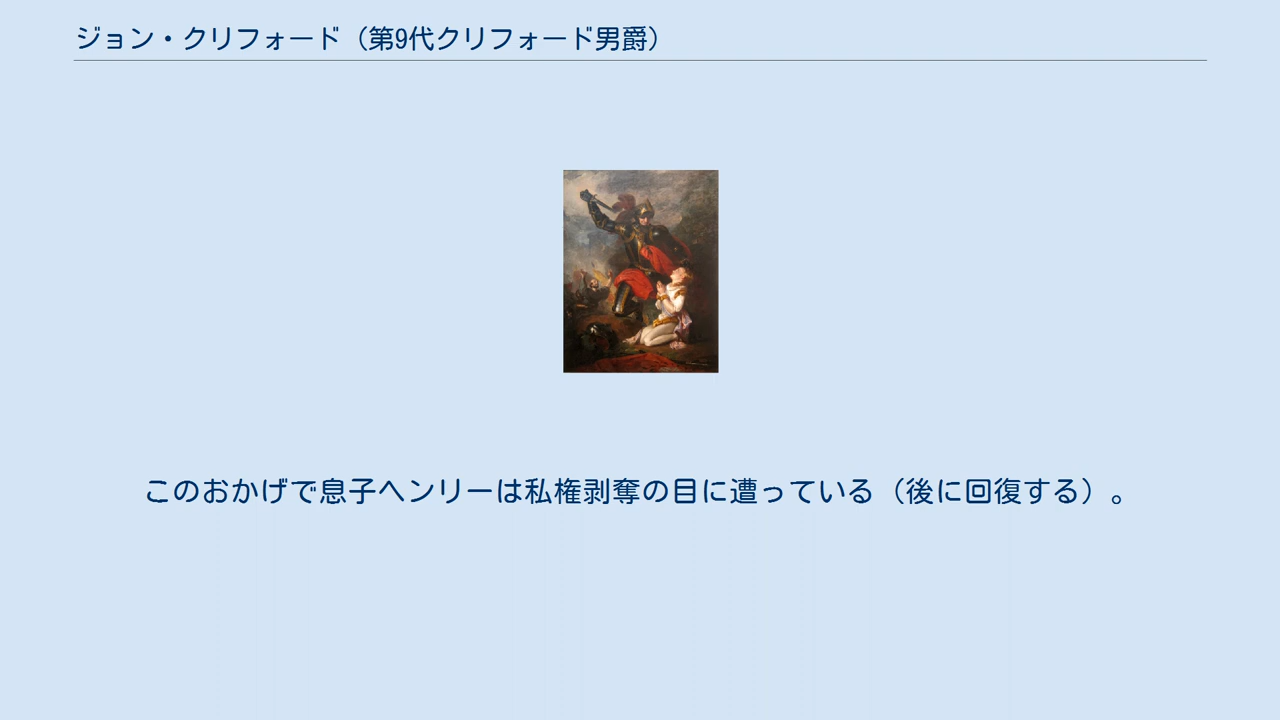 ジョン・クリフォード（第9代クリフォード男爵）
このおかげで息子ヘンリーは私権剥奪の目に遭っている（後に回復する）。